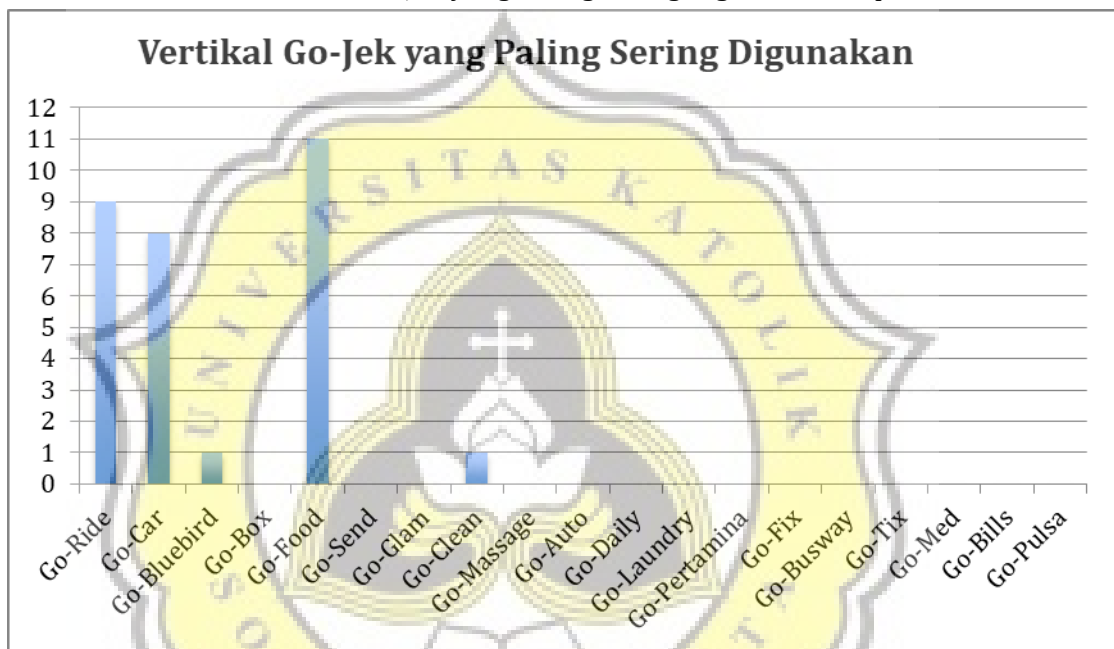 Vertikal Go-Jek yang Paling Sering Digunakan
12
11
10
9
8
7
6
5
4
3
2
1
0
Go-Ride
Go-Car
Go-Bluebird
Go-Box
Go-Food
Go-Send
Go-Glam
Go-Clean
Go-Massage
Go-Auto
Go-Daily
Go-Laundry
Go-Pertamina
Go-Fix
Go-Busway
Go-Tix
Go-Med
Go-Bills
Go-Pulsa
UNIVERSITAS KATOLIK